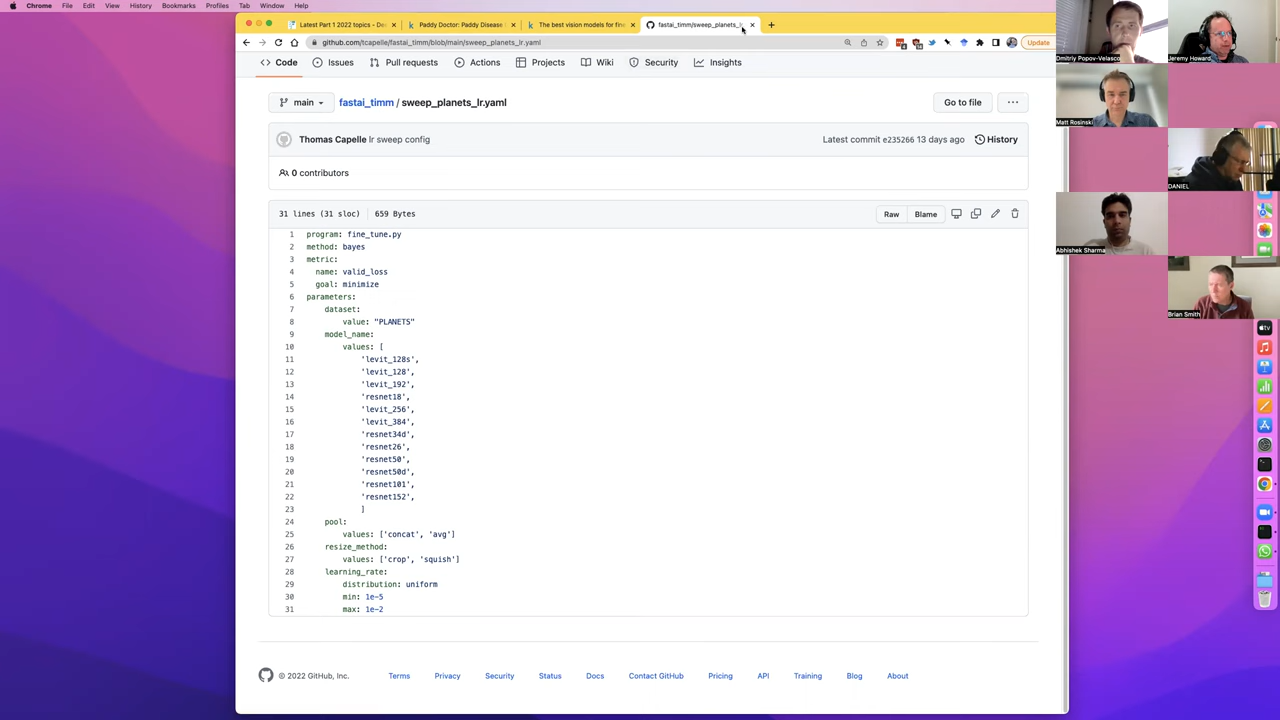 Chrome File Edit View History Bookmarks Profiles Tab Window Help
Latest Part 1 2022 topics - De
Paddy Doctor: Paddy Disease
The best vision models for fine
fastai_timm/sweep_planets_lr.
github.com/tcapelle/fastai_timm/blob/main/sweep_planets_lr.yaml
Update
Code Issues Pull requests Actions Projects Wiki Security Insights
main fastai_timm / sweep_planets_lr.yaml Go to file ...
Thomas Capelle lr sweep config Latest commit e235266 13 days ago History
0 contributors
31 lines (31 sloc) 659 Bytes Raw Blame
1 program: fine_tune.py
2 method: bayes
3 metric:
4 name: valid_loss
5 goal: minimize
6 parameters:
7 dataset:
8 value: "PLANETS"
9 model_name:
10 values: [
11 'levit_128s',
12 'levit_128',
13 'levit_192',
14 'resnet18',
15 'levit_256',
16 'levit_384',
17 'resnet34d',
18 'resnet26',
19 'resnet50',
20 'resnet50d',
21 'resnet101',
22 'resnet152',
23 ]
24 pool:
25 values: ['concat', 'avg']
26 resize_method:
27 values: ['crop', 'squish']
28 learning_rate:
29 distribution: uniform
30 min: 1e-5
31 max: 1e-2
© 2022 GitHub, Inc. Terms Privacy Security Status Docs Contact GitHub Pricing API Training Blog About
Dmitriy Popov-Velasco
Jeremy Howard
Matt Rosinski
DANIEL
Abhishek Sharma
Brian Smith
tv